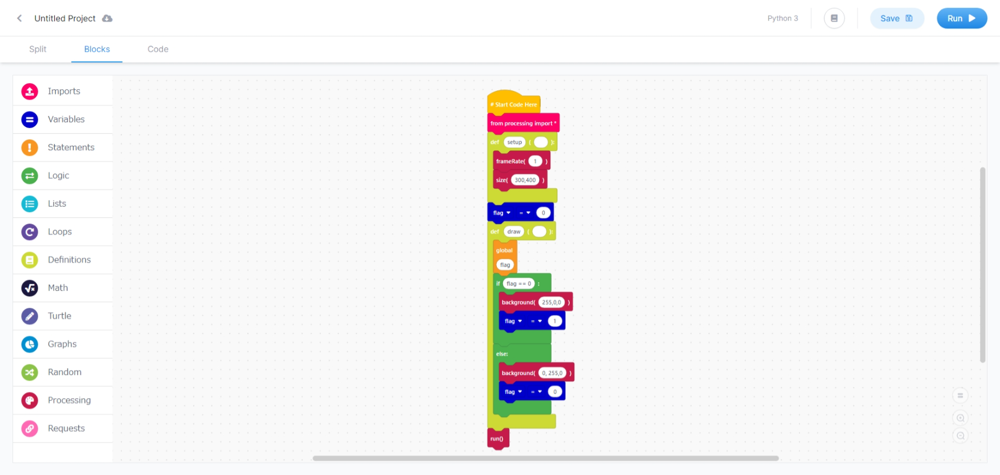 Untitled Project
Python 3
Save
Run
Split
Blocks
Code
Imports
Variables
Statements
Logic
Lists
Loops
Definitions
Math
Turtle
Graphs
Random
Processing
Requests
# Start Code Here
from processing import *
def setup ( ):
frameRate( 1 )
size( 300,400 )
flag = 0
def draw ( ):
global
flag
if flag == 0 :
background( 255,0,0 )
flag = 1
else:
background( 0, 255,0 )
flag = 0
run()